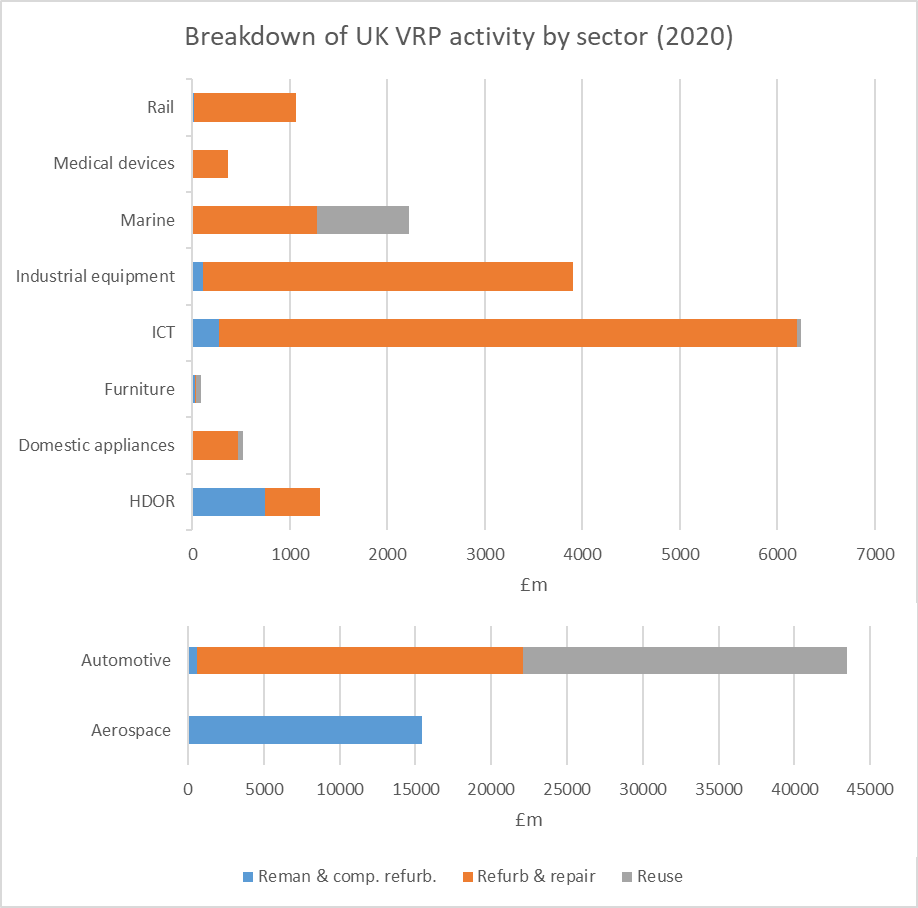 Breakdown of UK VRP activity by sector (2020)
Rail
Medical devices
Marine
Industrial equipment
ICT
Furniture
Domestic appliances
HDOR
0 1000 2000 3000 4000 5000 6000 7000
£m
Automotive
Aerospace
0 5000 10000 15000 20000 25000 30000 35000 40000 45000
£m
Reman & comp. refurb. Refurb & repair Reuse